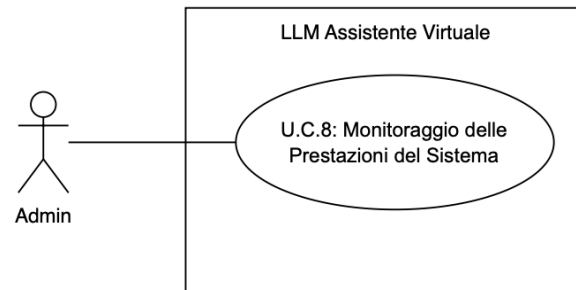 LLM Assistente Virtuale
U.C.8: Monitoraggio delle
Prestazioni del Sistema
Admin